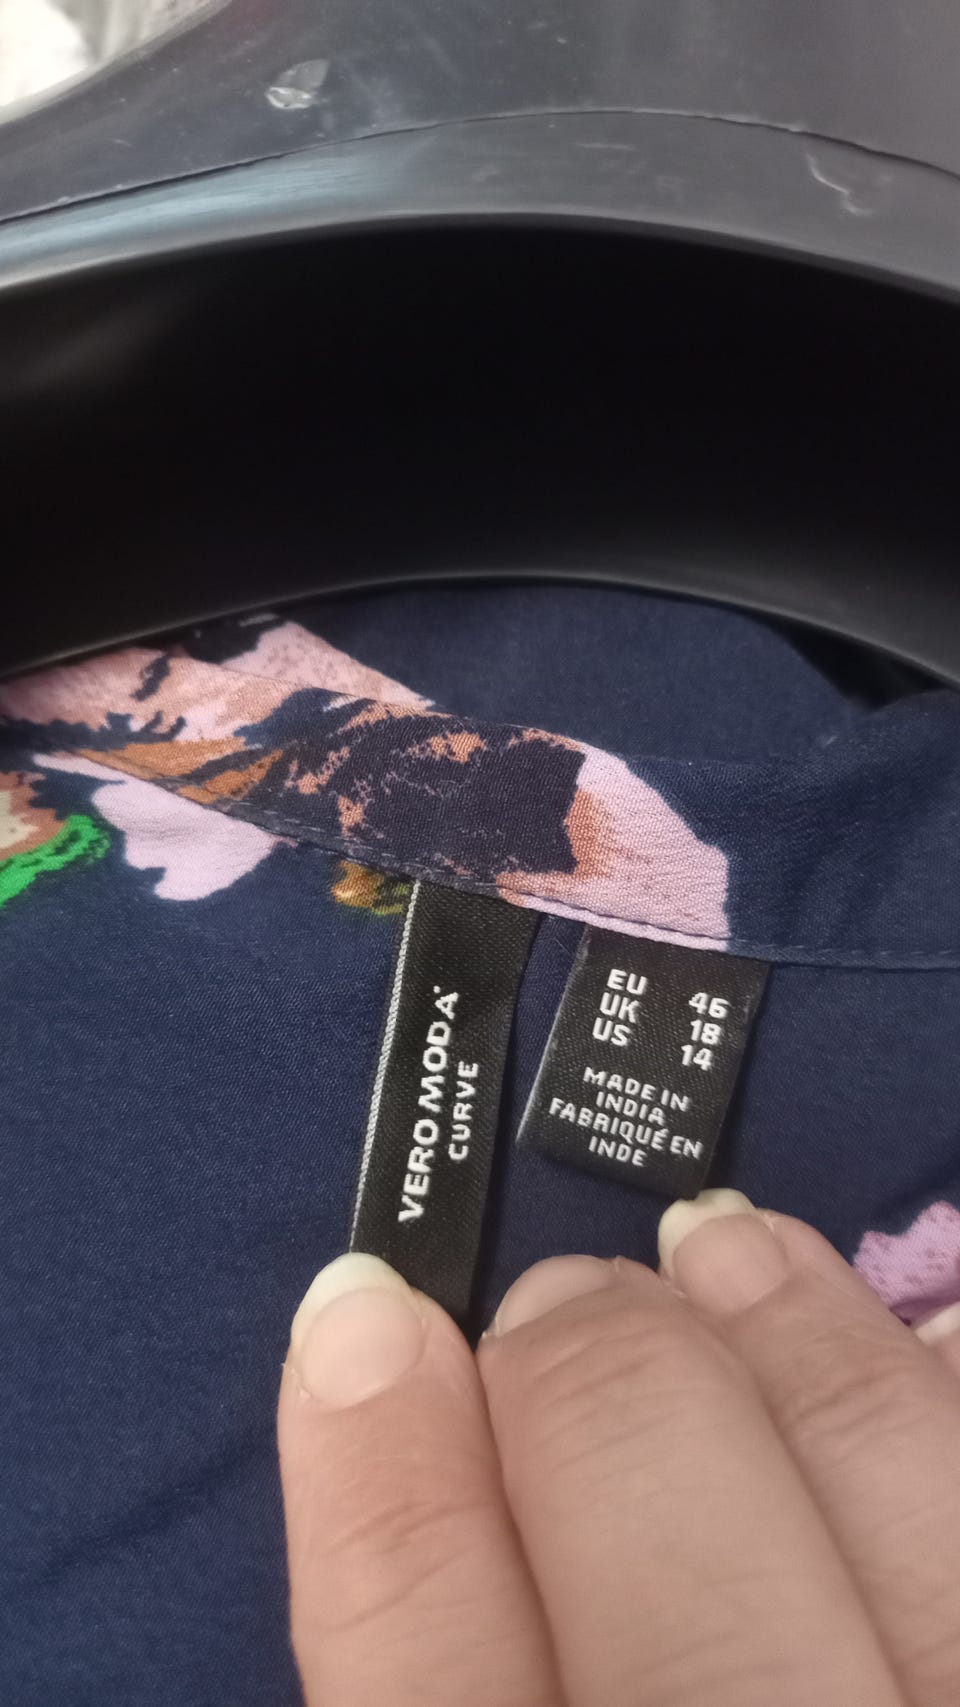 VERO MODA
CURVE
EU 46
UK 18
US 14
MADE IN
INDIA
FABRIQUÉ EN
INDE